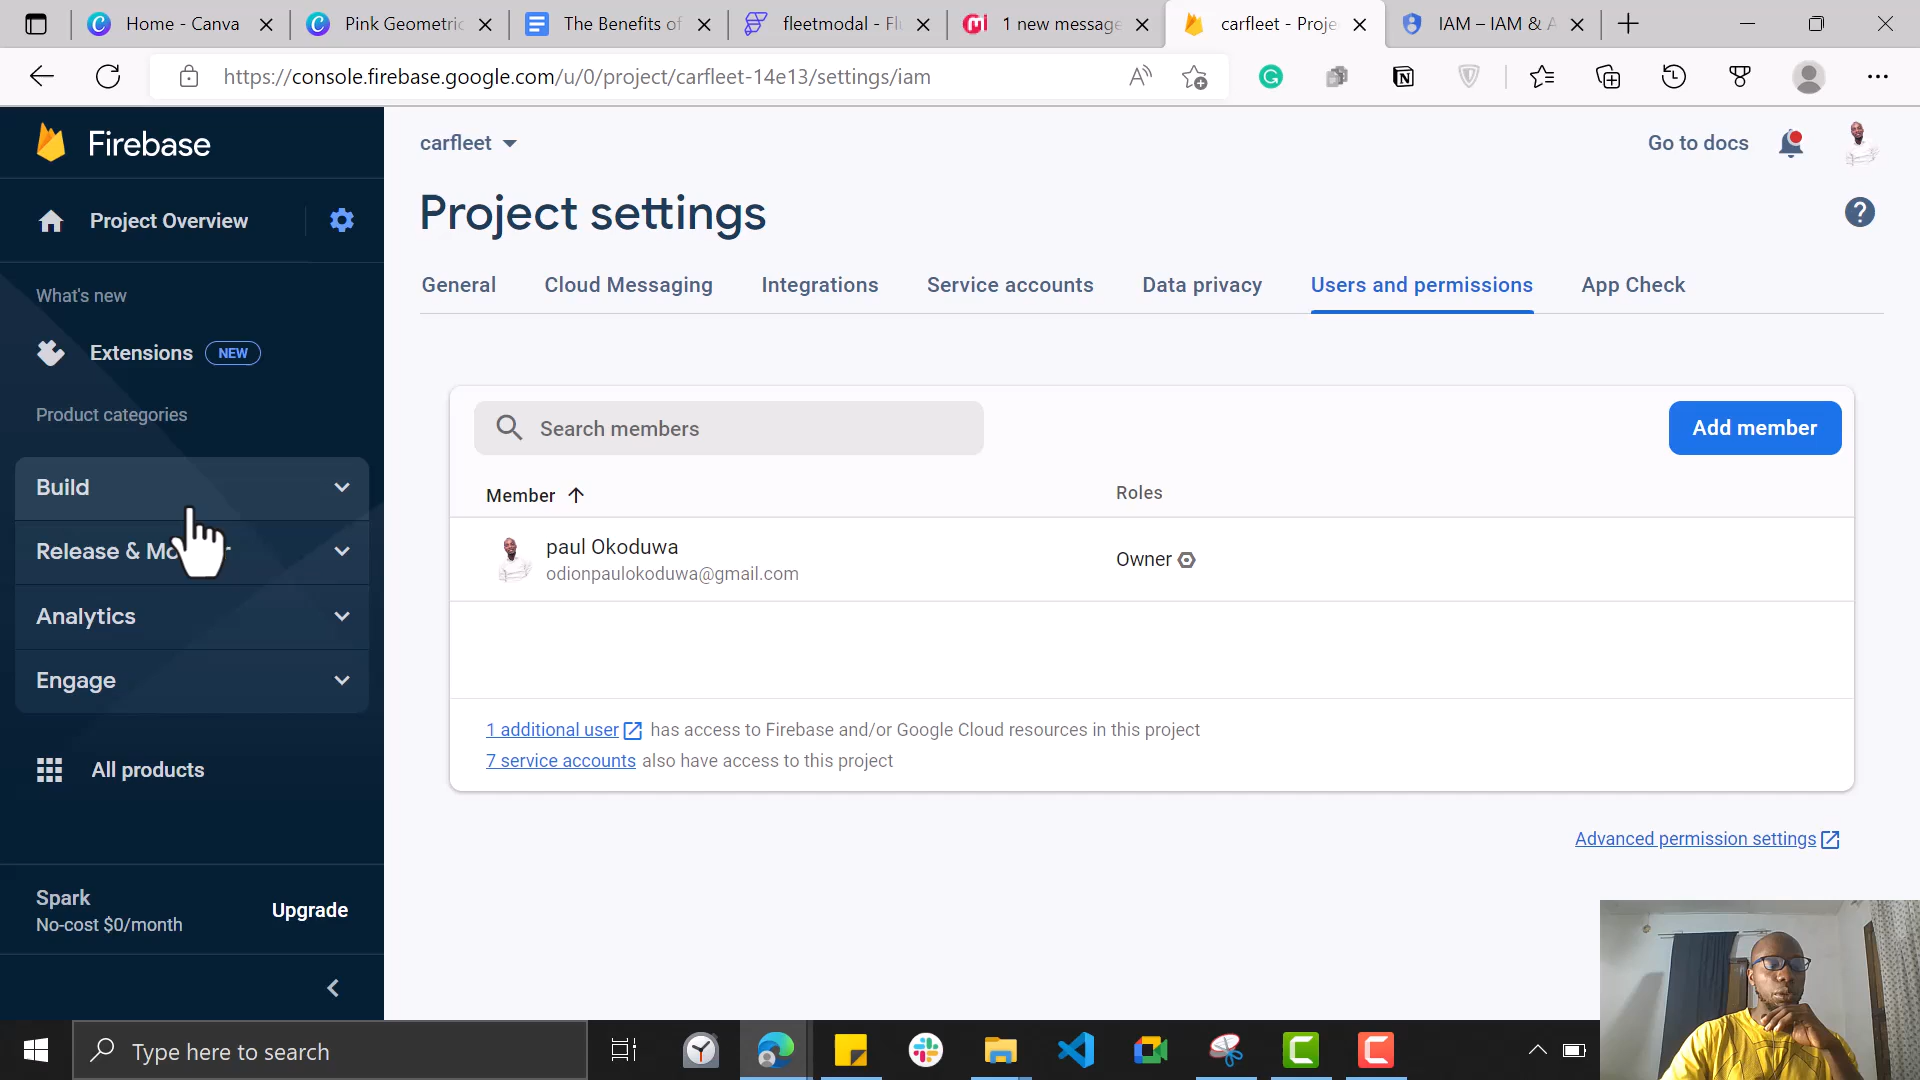 Home - Canva
Pink Geometric
The Benefits of
fleetmodal - Flu
1 new message
carfleet - Proje
IAM – IAM & A
https://console.firebase.google.com/u/0/project/carfleet-14e13/settings/iam
Firebase
carfleet
Go to docs
Project Overview
Project settings
What's new
General
Cloud Messaging
Integrations
Service accounts
Data privacy
Users and permissions
App Check
Extensions
NEW
Product categories
Search members
Add member
Build
Member
Roles
Release & Mo
paul Okoduwa
odionpaulokoduwa@gmail.com
Owner
Analytics
Engage
1 additional user has access to Firebase and/or Google Cloud resources in this project
7 service accounts also have access to this project
All products
Advanced permission settings
Spark
No-cost $0/month
Upgrade
Type here to search